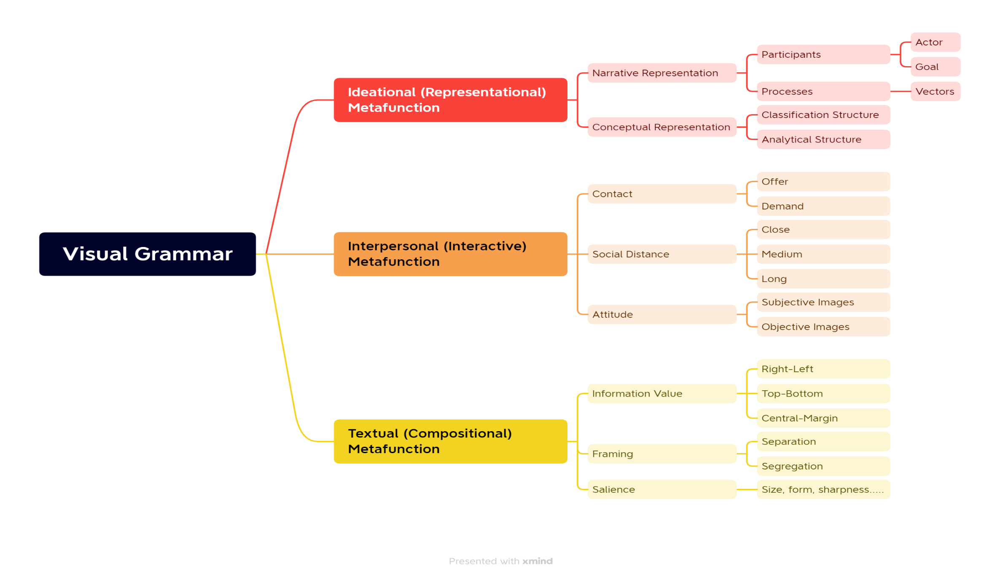 Visual Grammar
Ideational (Representational)
Metafunction
Narrative Representation
Participants
Actor
Goal
Processes
Vectors
Conceptual Representation
Classification Structure
Analytical Structure
Interpersonal (Interactive)
Metafunction
Contact
Offer
Demand
Social Distance
Close
Medium
Long
Attitude
Subjective Images
Objective Images
Textual (Compositional)
Metafunction
Information Value
Right-Left
Top-Bottom
Central-Margin
Framing
Separation
Segregation
Salience
Size, form, sharpness.....
Presented with xmind